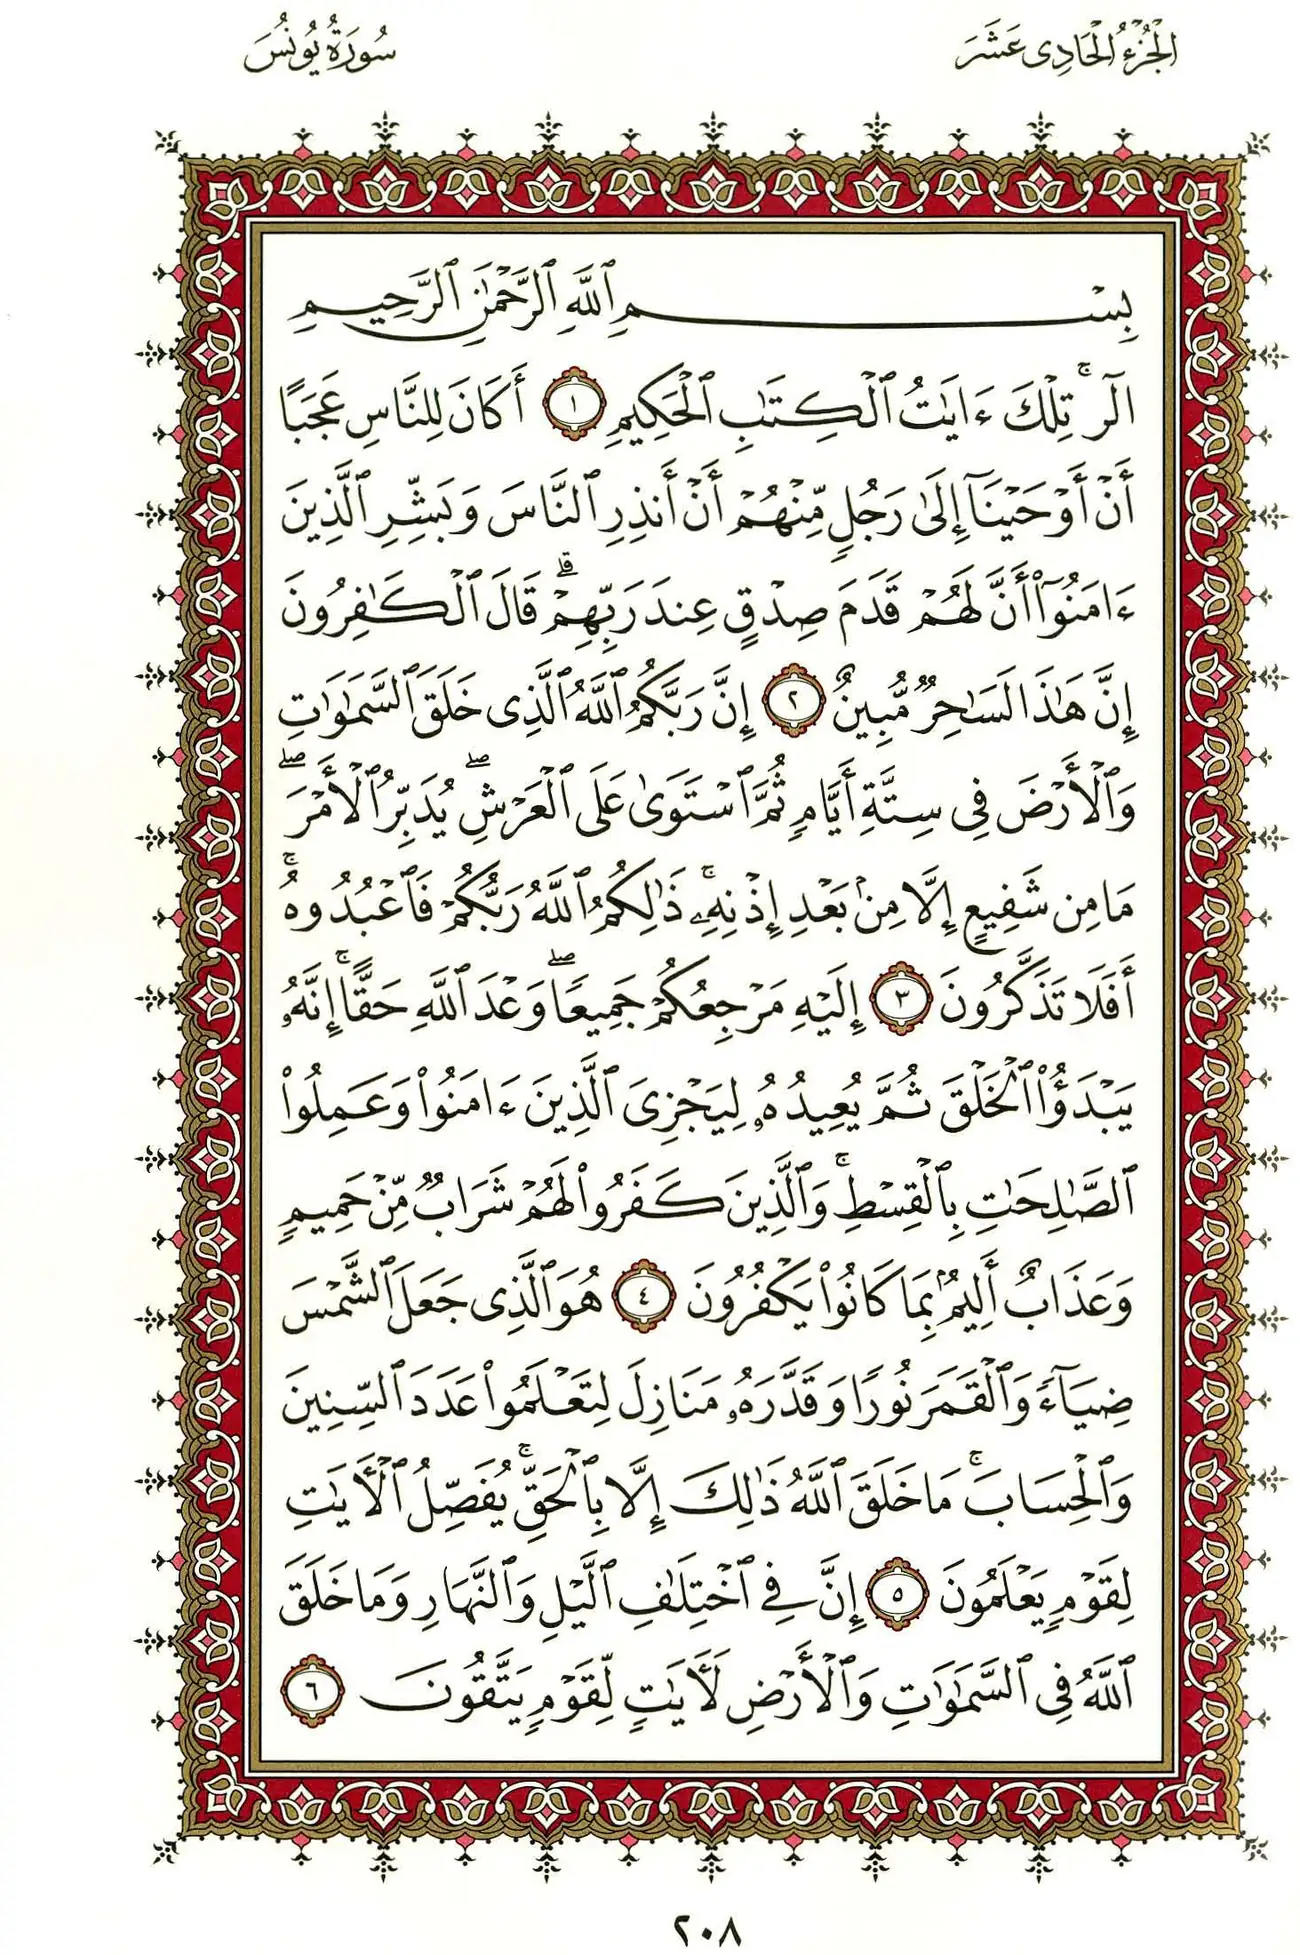 الْجُزْءُ الْحَادِى عَشَرَ
سُورَةُ يُونُسَ
بِسْمِ ٱللَّهِ ٱلرَّحْمَٰنِ ٱلرَّحِيمِ
الٓر ۚ تِلْكَ ءَايَٰتُ ٱلْكِتَٰبِ ٱلْحَكِيمِ ١ أَكَانَ لِلنَّاسِ عَجَبًا
أَنْ أَوْحَيْنَآ إِلَىٰ رَجُلٍ مِّنْهُمْ أَنْ أَنذِرِ ٱلنَّاسَ وَبَشِّرِ ٱلَّذِينَ
ءَامَنُوٓا۟ أَنَّ لَهُمْ قَدَمَ صِدْقٍ عِندَ رَبِّهِمْ ۗ قَالَ ٱلْكَٰفِرُونَ
إِنَّ هَٰذَا لَسَٰحِرٌ مُّبِينٌ ٢ إِنَّ رَبَّكُمُ ٱللَّهُ ٱلَّذِى خَلَقَ ٱلسَّمَٰوَٰتِ
وَٱلْأَرْضَ فِى سِتَّةِ أَيَّامٍ ثُمَّ ٱسْتَوَىٰ عَلَى ٱلْعَرْشِ ۖ يُدَبِّرُ ٱلْأَمْرَ ۖ
مَا مِن شَفِيعٍ إِلَّا مِنۢ بَعْدِ إِذْنِهِۦ ۚ ذَٰلِكُمُ ٱللَّهُ رَبُّكُمْ فَٱعْبُدُوهُ ۚ
أَفَلَا تَذَكَّرُونَ ٣ إِلَيْهِ مَرْجِعُكُمْ جَمِيعًا ۖ وَعْدَ ٱللَّهِ حَقًّا ۚ إِنَّهُۥ
يَبْدَؤُا۟ ٱلْخَلْقَ ثُمَّ يُعِيدُهُۥ لِيَجْزِىَ ٱلَّذِينَ ءَامَنُوا۟ وَعَمِلُوا۟
ٱلصَّٰلِحَٰتِ بِٱلْقِسْطِ ۚ وَٱلَّذِينَ كَفَرُوا۟ لَهُمْ شَرَابٌ مِّنْ حَمِيمٍ
وَعَذَابٌ أَلِيمٌۢ بِمَا كَانُوا۟ يَكْفُرُونَ ٤ هُوَ ٱلَّذِى جَعَلَ ٱلشَّمْسَ
ضِيَآءً وَٱلْقَمَرَ نُورًا وَقَدَّرَهُۥ مَنَازِلَ لِتَعْلَمُوا۟ عَدَدَ ٱلسِّنِينَ
وَٱلْحِسَابَ ۚ مَا خَلَقَ ٱللَّهُ ذَٰلِكَ إِلَّا بِٱلْحَقِّ ۚ يُفَصِّلُ ٱلْأَيَٰتِ
لِقَوْمٍ يَعْلَمُونَ ٥ إِنَّ فِى ٱخْتِلَٰفِ ٱلَّيْلِ وَٱلنَّهَارِ وَمَا خَلَقَ
ٱللَّهُ فِى ٱلسَّمَٰوَٰتِ وَٱلْأَرْضِ لَأَيَٰتٍ لِّقَوْمٍ يَتَّقُونَ ٦
٢٠٨